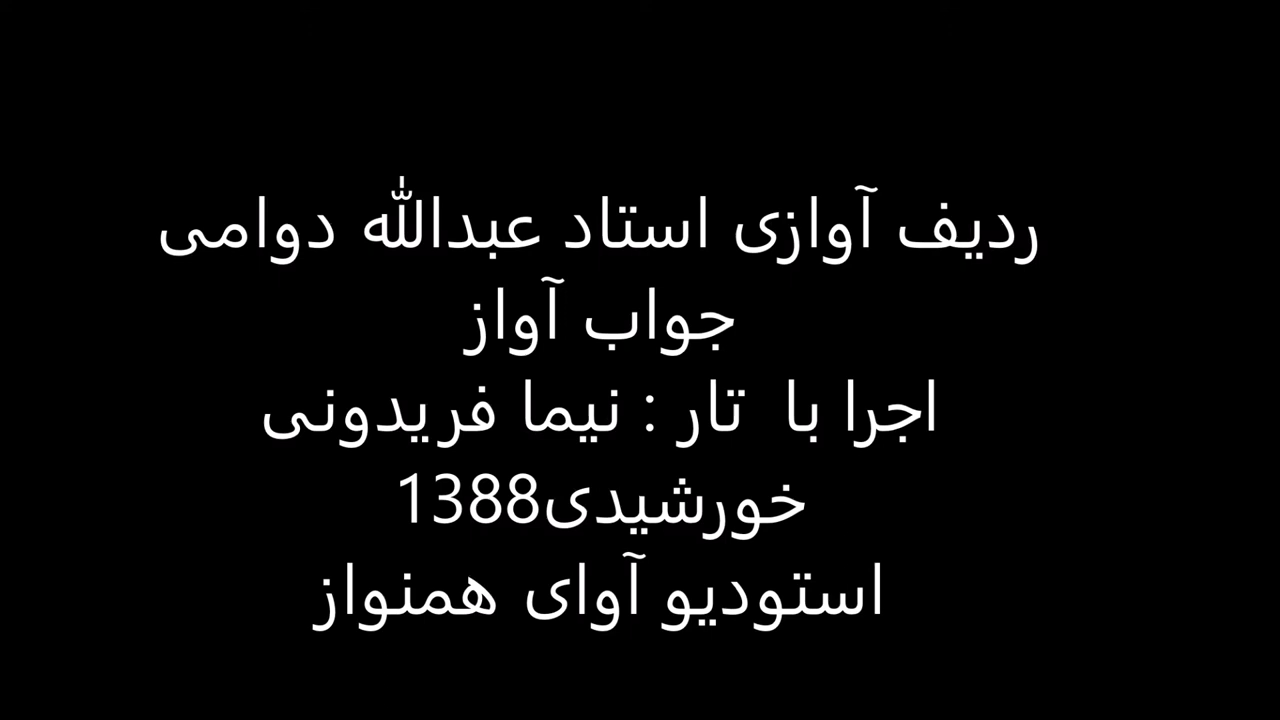 ردیف آوازی استاد عبدالله دوامی
جواب آواز
اجرا با تار : نیما فریدونی
خورشیدی1388
استودیو آوای همنواز